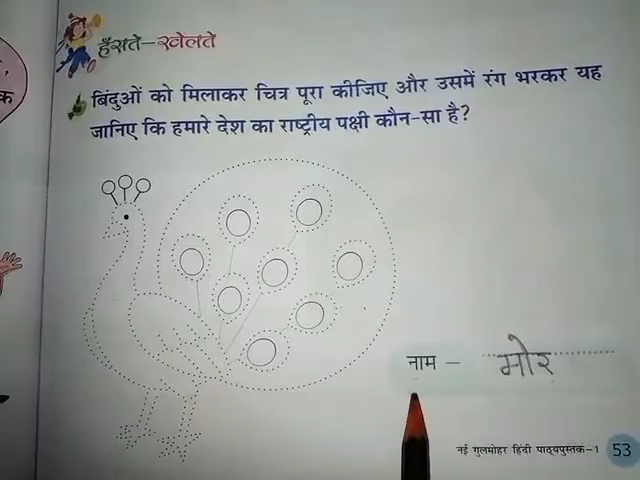 हँसते-खेलते
बिंदुओं को मिलाकर चित्र पूरा कीजिए और उसमें रंग भरकर यह
जानिए कि हमारे देश का राष्ट्रीय पक्षी कौन-सा है?
नाम – मोर
नई गुलमोहर हिंदी पाठ्यपुस्तक-1 53